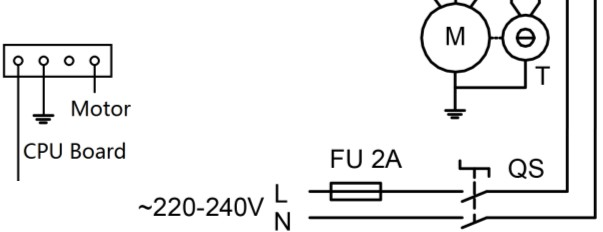 M
T
Motor
CPU Board
FU 2A
QS
~220-240V
L
N